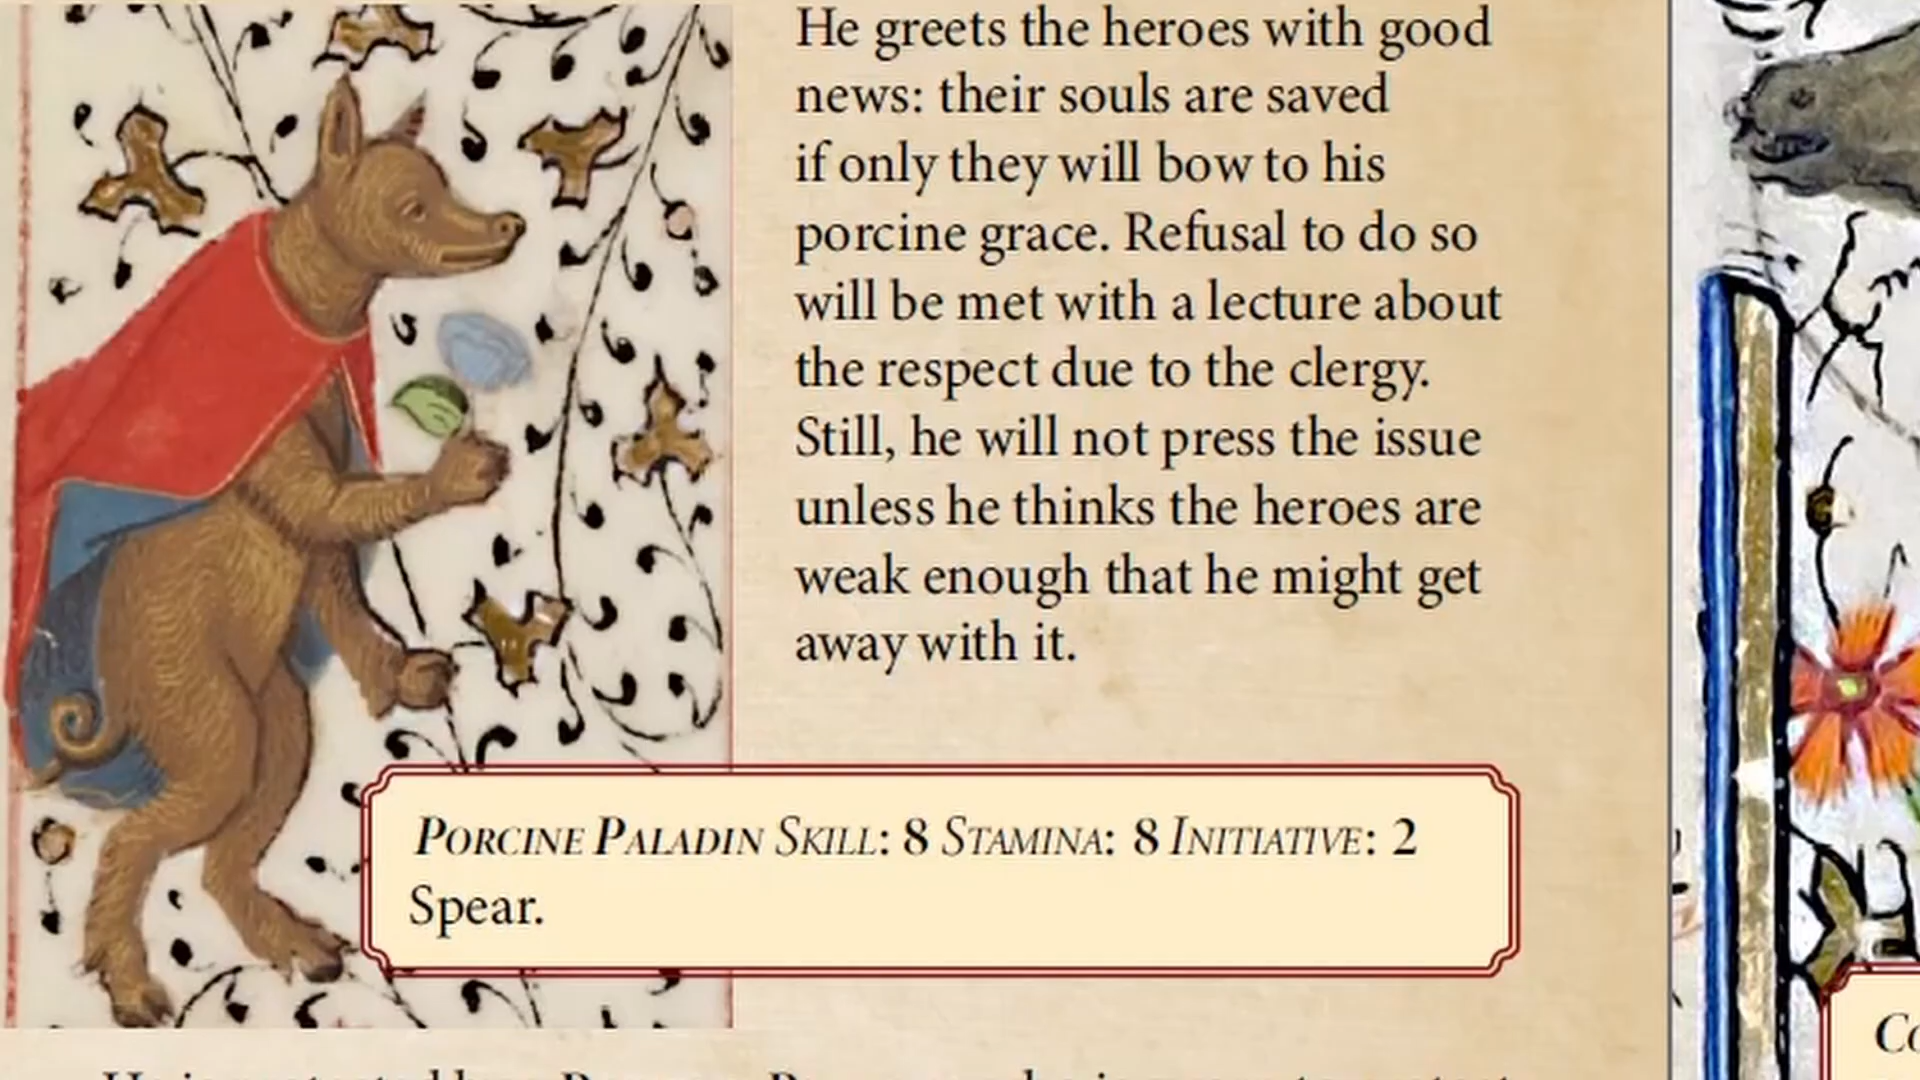 He greets the heroes with good
news: their souls are saved
if only they will bow to his
porcine grace. Refusal to do so
will be met with a lecture about
the respect due to the clergy.
Still, he will not press the issue
unless he thinks the heroes are
weak enough that he might get
away with it.
PORCINE PALADIN SKILL: 8 STAMINA: 8 INITIATIVE: 2
Spear.